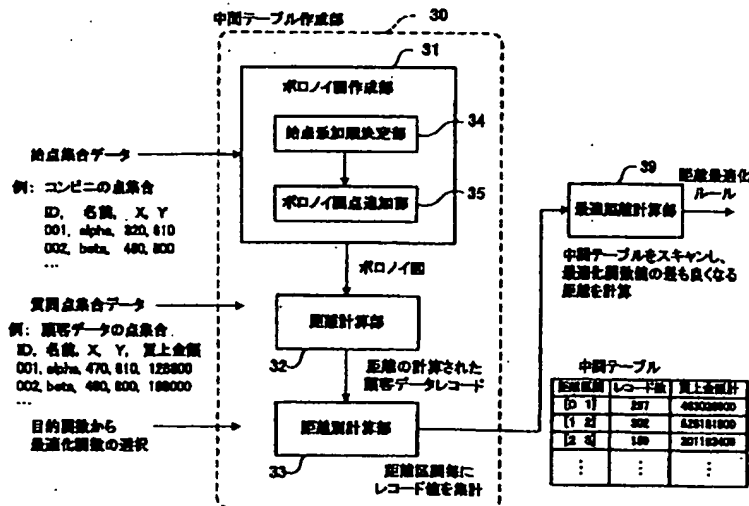 中間テーブル作成部
30
31
ボロノイ図作成部
始点添加順決定部
34
ボロノイ図点追加部
35
始点集合データ
例: コンビニの点集合
ID, 名前, X, Y
001, alpha, 320, 610
002, beta, 480, 800
...
ボロノイ図
質問点集合データ
例: 顧客データの点集合
ID, 名前, X, Y, 買上金額
001, alpha, 470, 610,
002, beta, 480, 800,
...
距離計算部
32
距離の計算された
顧客データレコード
目的関数から
最適化関数の選択
距離別計算部
33
距離区間毎に
レコード値を集計
39
最適距離計算部
距離最適化
ルール
中間テーブルをスキャンし、
最適化関数値の最も良くなる
距離を計算
中間テーブル
距離区間 レコード数 買上金額計
[0 1]
[1 2]
[2 3]
⋮ ⋮ ⋮